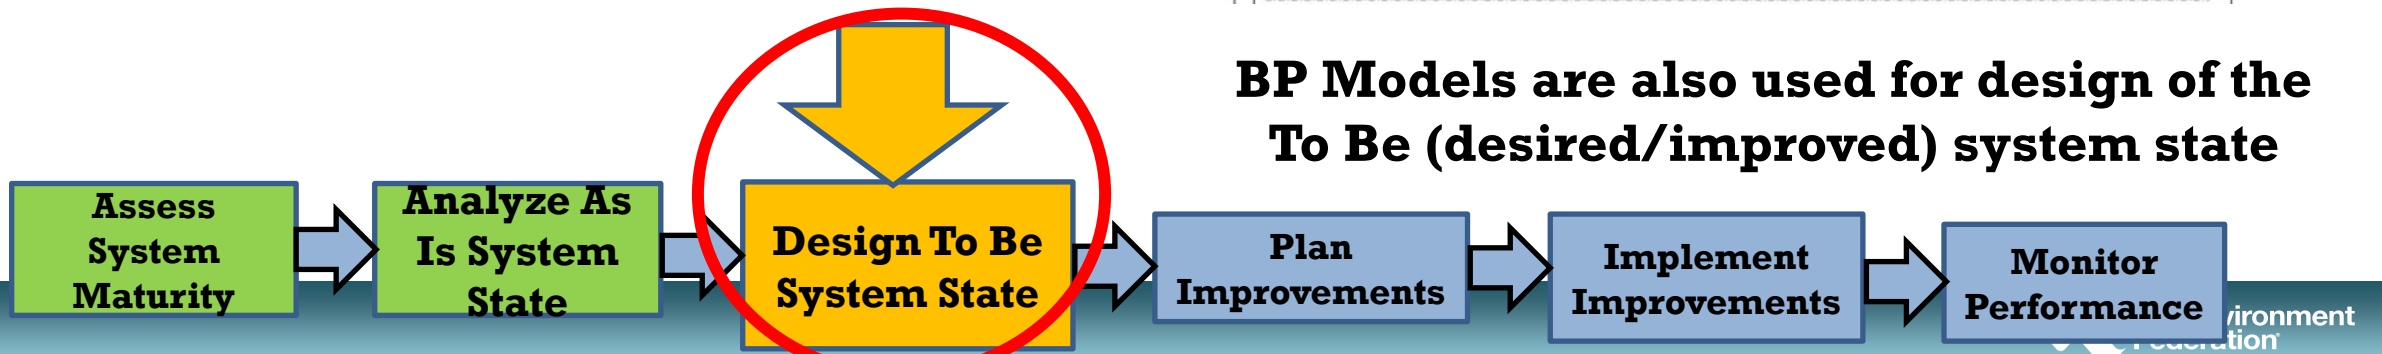 BP Models are also used for design of the
To Be (desired/improved) system state
Assess
System
Maturity
Analyze As
Is System
State
Design To Be
System State
Plan
Improvements
Implement
Improvements
Monitor
Performance